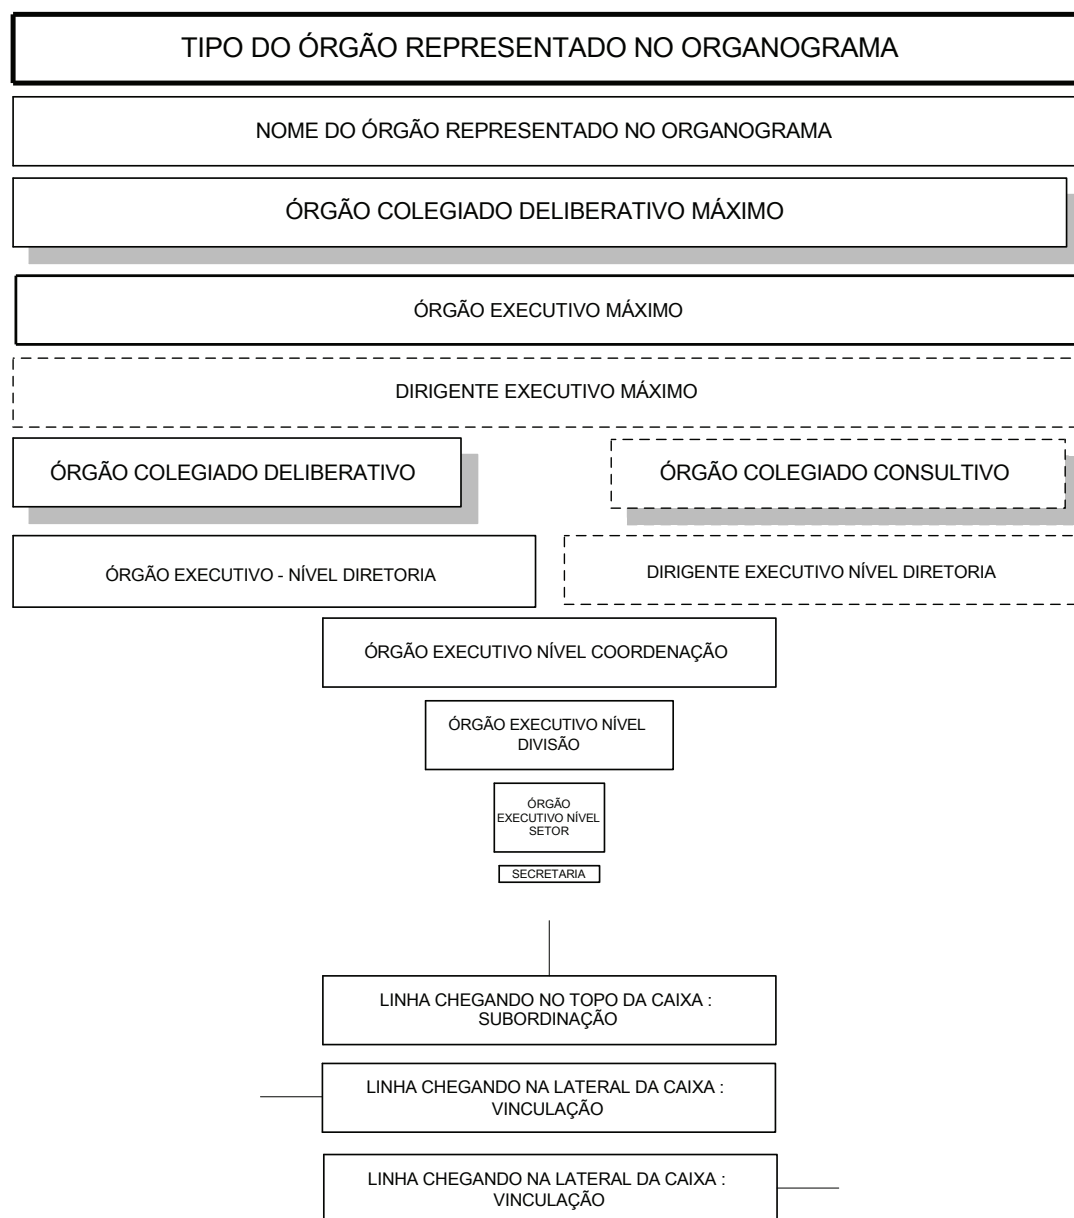 TIPO DO ÓRGÃO REPRESENTADO NO ORGANOGRAMA
NOME DO ÓRGÃO REPRESENTADO NO ORGANOGRAMA
ÓRGÃO COLEGIADO DELIBERATIVO MÁXIMO
ÓRGÃO EXECUTIVO MÁXIMO
DIRIGENTE EXECUTIVO MÁXIMO
ÓRGÃO COLEGIADO DELIBERATIVO
ÓRGÃO COLEGIADO CONSULTIVO
ÓRGÃO EXECUTIVO - NÍVEL DIRETORIA
DIRIGENTE EXECUTIVO NÍVEL DIRETORIA
ÓRGÃO EXECUTIVO NÍVEL COORDENAÇÃO
ÓRGÃO EXECUTIVO NÍVEL
DIVISÃO
ÓRGÃO
EXECUTIVO NÍVEL
SETOR
SECRETARIA
LINHA CHEGANDO NO TOPO DA CAIXA :
SUBORDINAÇÃO
LINHA CHEGANDO NA LATERAL DA CAIXA :
VINCULAÇÃO
LINHA CHEGANDO NA LATERAL DA CAIXA :
VINCULAÇÃO